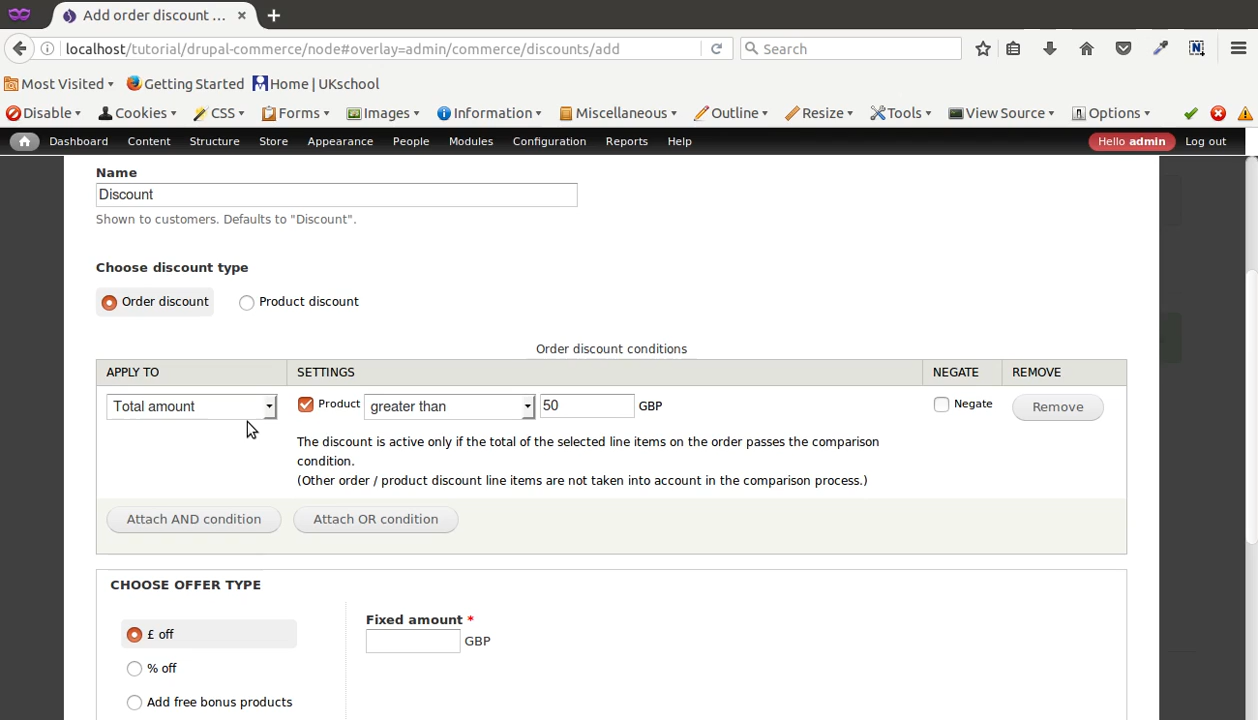 Add order discount ...
localhost/tutorial/drupal-commerce/node#overlay=admin/commerce/discounts/add
Search
Most Visited
Getting Started
Home | UKschool
Disable
Cookies
CSS
Forms
Images
Information
Miscellaneous
Outline
Resize
Tools
View Source
Options
Dashboard
Content
Structure
Store
Appearance
People
Modules
Configuration
Reports
Help
Hello admin
Log out
Name
Discount
Shown to customers. Defaults to "Discount".
Choose discount type
Order discount
Product discount
Order discount conditions
APPLY TO
SETTINGS
NEGATE
REMOVE
Total amount
Product
greater than
50
GBP
Negate
Remove
The discount is active only if the total of the selected line items on the order passes the comparison
condition.
(Other order / product discount line items are not taken into account in the comparison process.)
Attach AND condition
Attach OR condition
CHOOSE OFFER TYPE
£ off
Fixed amount *
GBP
% off
Add free bonus products